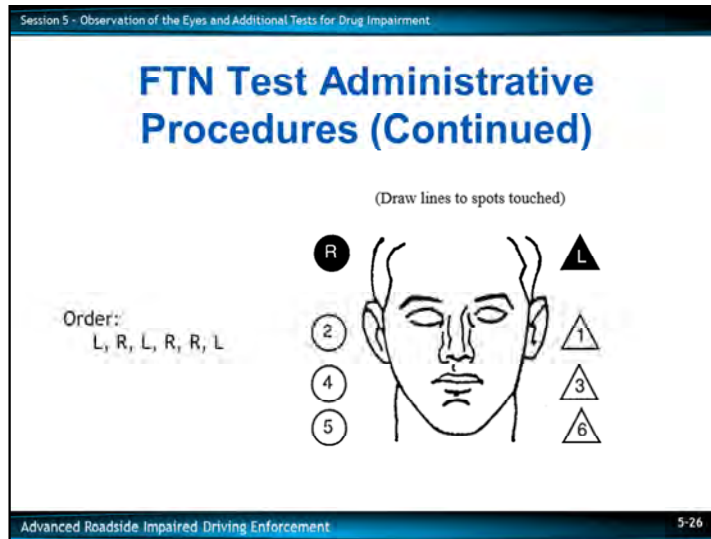 Session 5 - Observation of the Eyes and Additional Tests for Drug Impairment
FTN Test Administrative
Procedures (Continued)
(Draw lines to spots touched)
R
L
Order:
L, R, L, R, R, L
2
1
4
3
5
6
Advanced Roadside Impaired Driving Enforcement
5-26